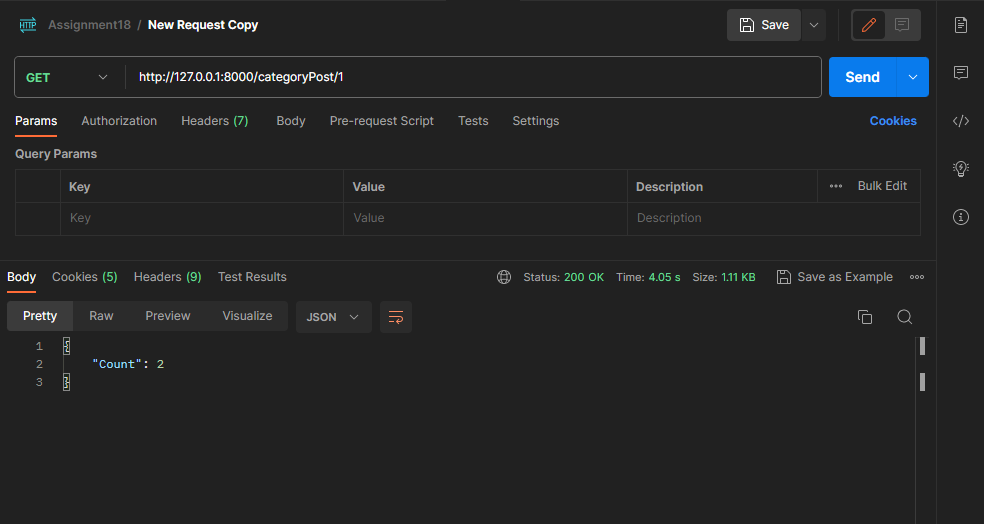 HTTP Assignment18 / New Request Copy Save
GET http://127.0.0.1:8000/categoryPost/1 Send
Params Authorization Headers (7) Body Pre-request Script Tests Settings Cookies
Query Params
Key Value Description Bulk Edit
Key Value Description
Body Cookies (5) Headers (9) Test Results Status: 200 OK Time: 4.05 s Size: 1.11 KB Save as Example
Pretty Raw Preview Visualize JSON
1 {
2 "Count": 2
3 }